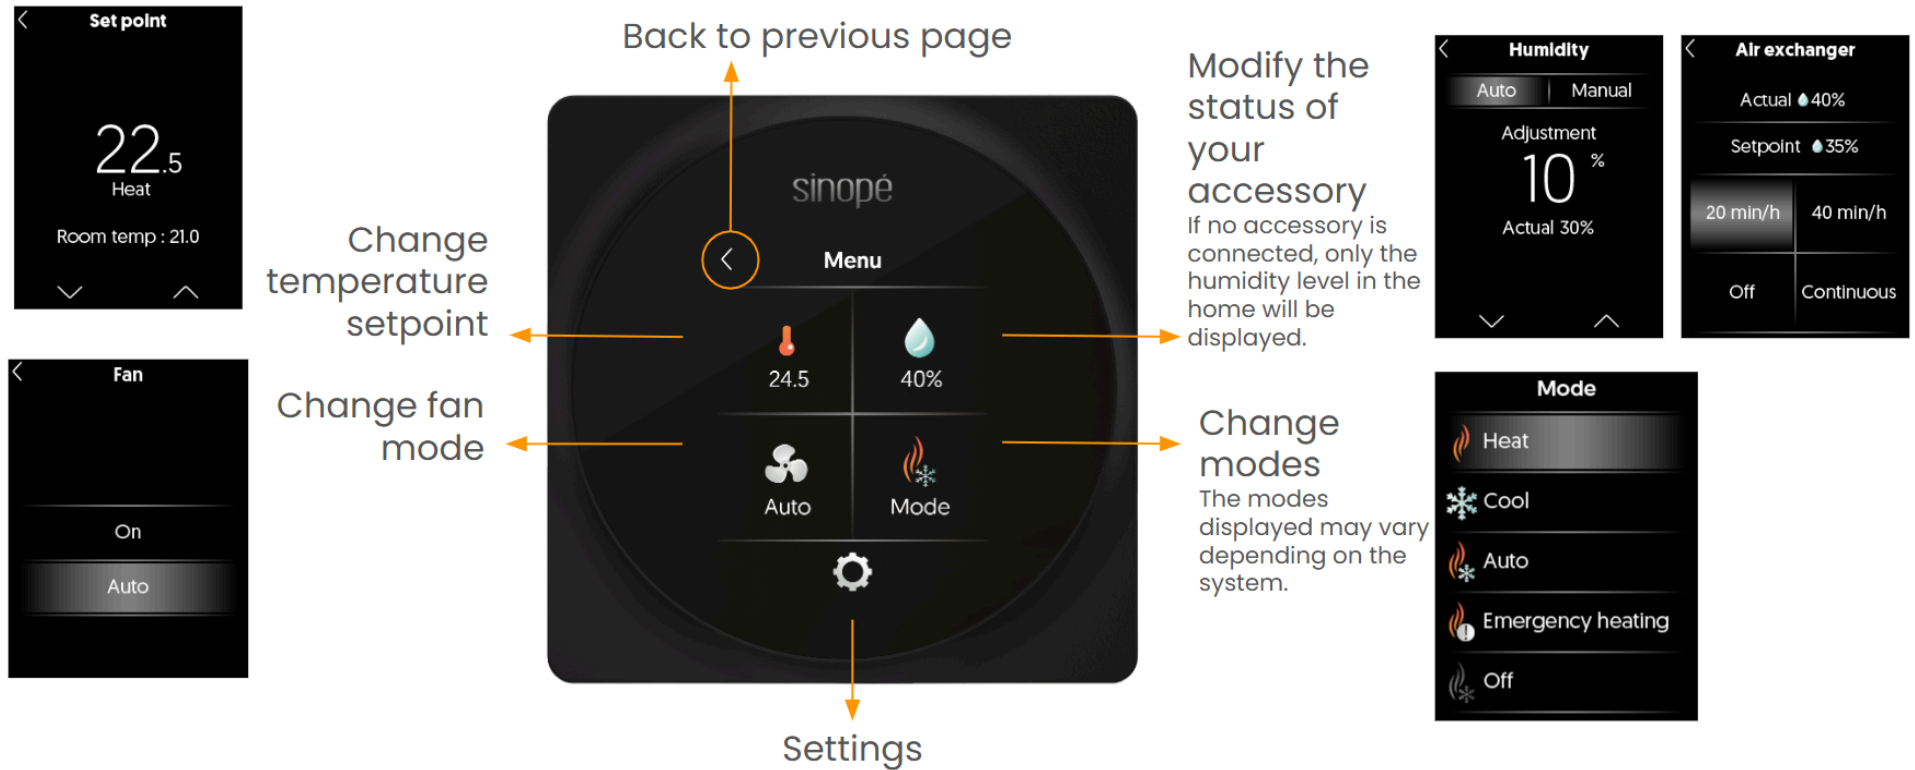 Set point
22.5
Heat
Room temp : 21.0
Fan
On
Auto
Change
temperature
setpoint
Change fan
mode
Back to previous page
sinopé
Menu
24.5
40%
Auto
Mode
Settings
Modify the
status of
your
accessory
If no accessory is
connected, only the
humidity level in the
home will be
displayed.
Change
modes
The modes
displayed may vary
depending on the
system.
Humidity
Auto Manual
Adjustment
10 %
Actual 30%
Air exchanger
Actual 40%
Setpoint 35%
20 min/h 40 min/h
Off Continuous
Mode
Heat
Cool
Auto
Emergency heating
Off